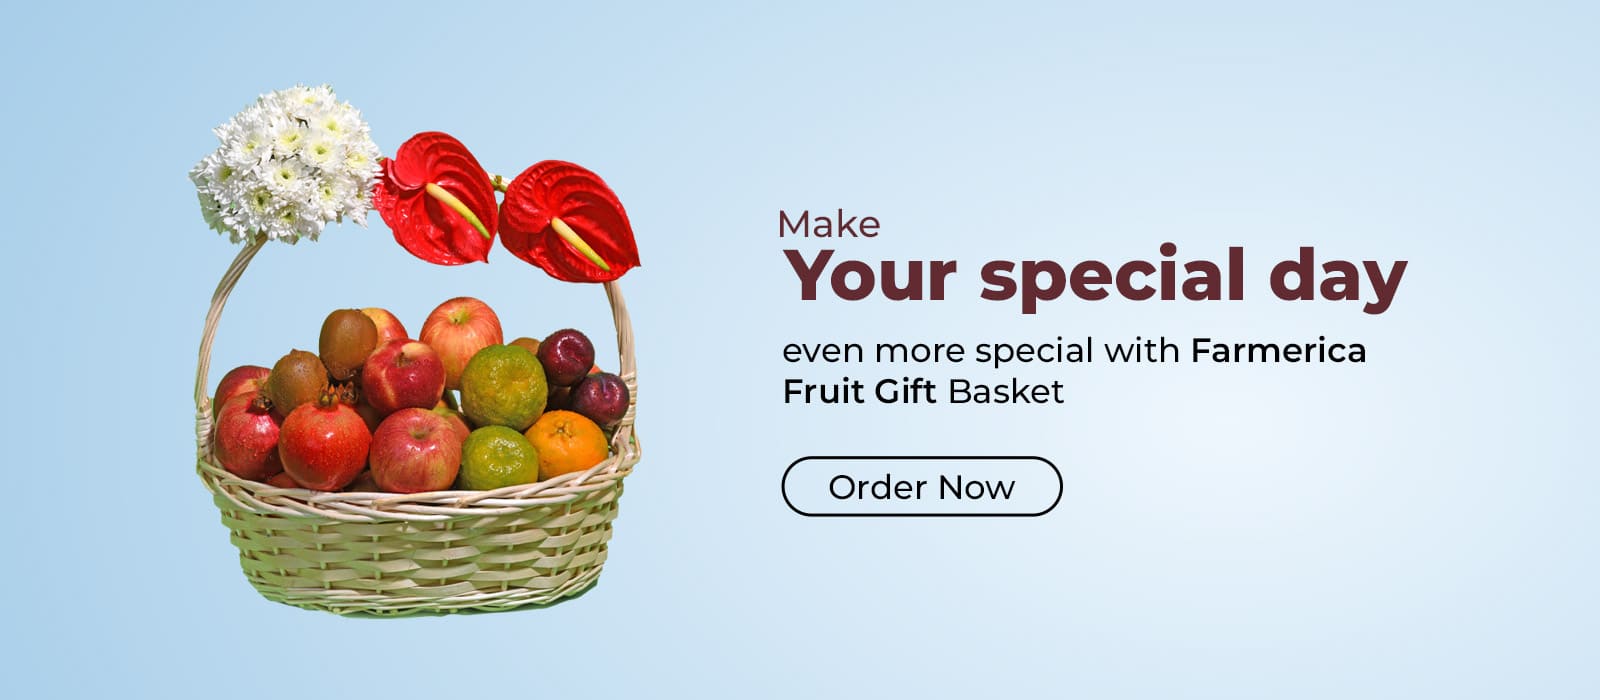 Make
Your special day
even more special with Farmerica
Fruit Gift Basket
Order Now